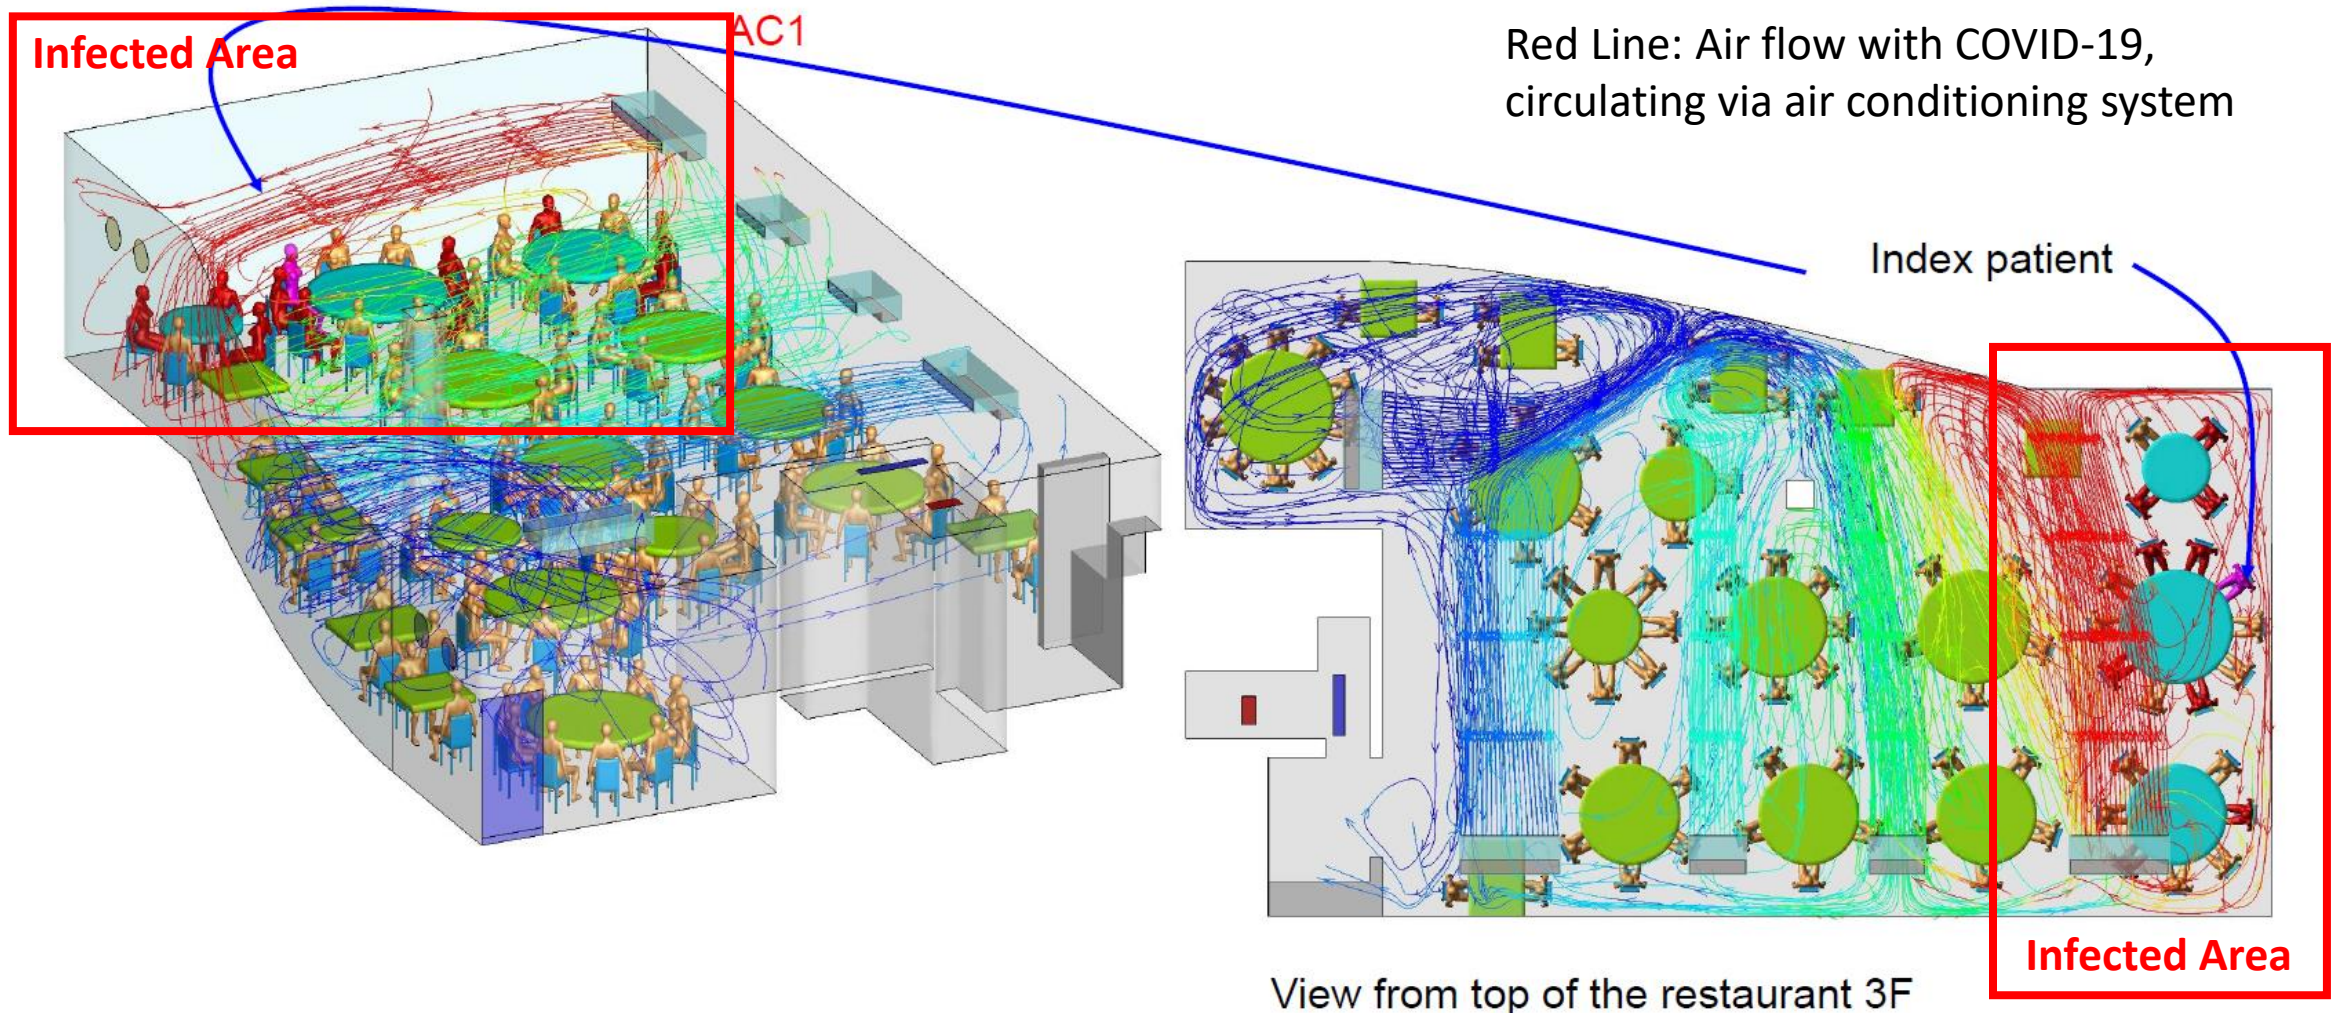 Infected Area
AC1
Red Line: Air flow with COVID-19,
circulating via air conditioning system
Index patient
Infected Area
View from top of the restaurant 3F